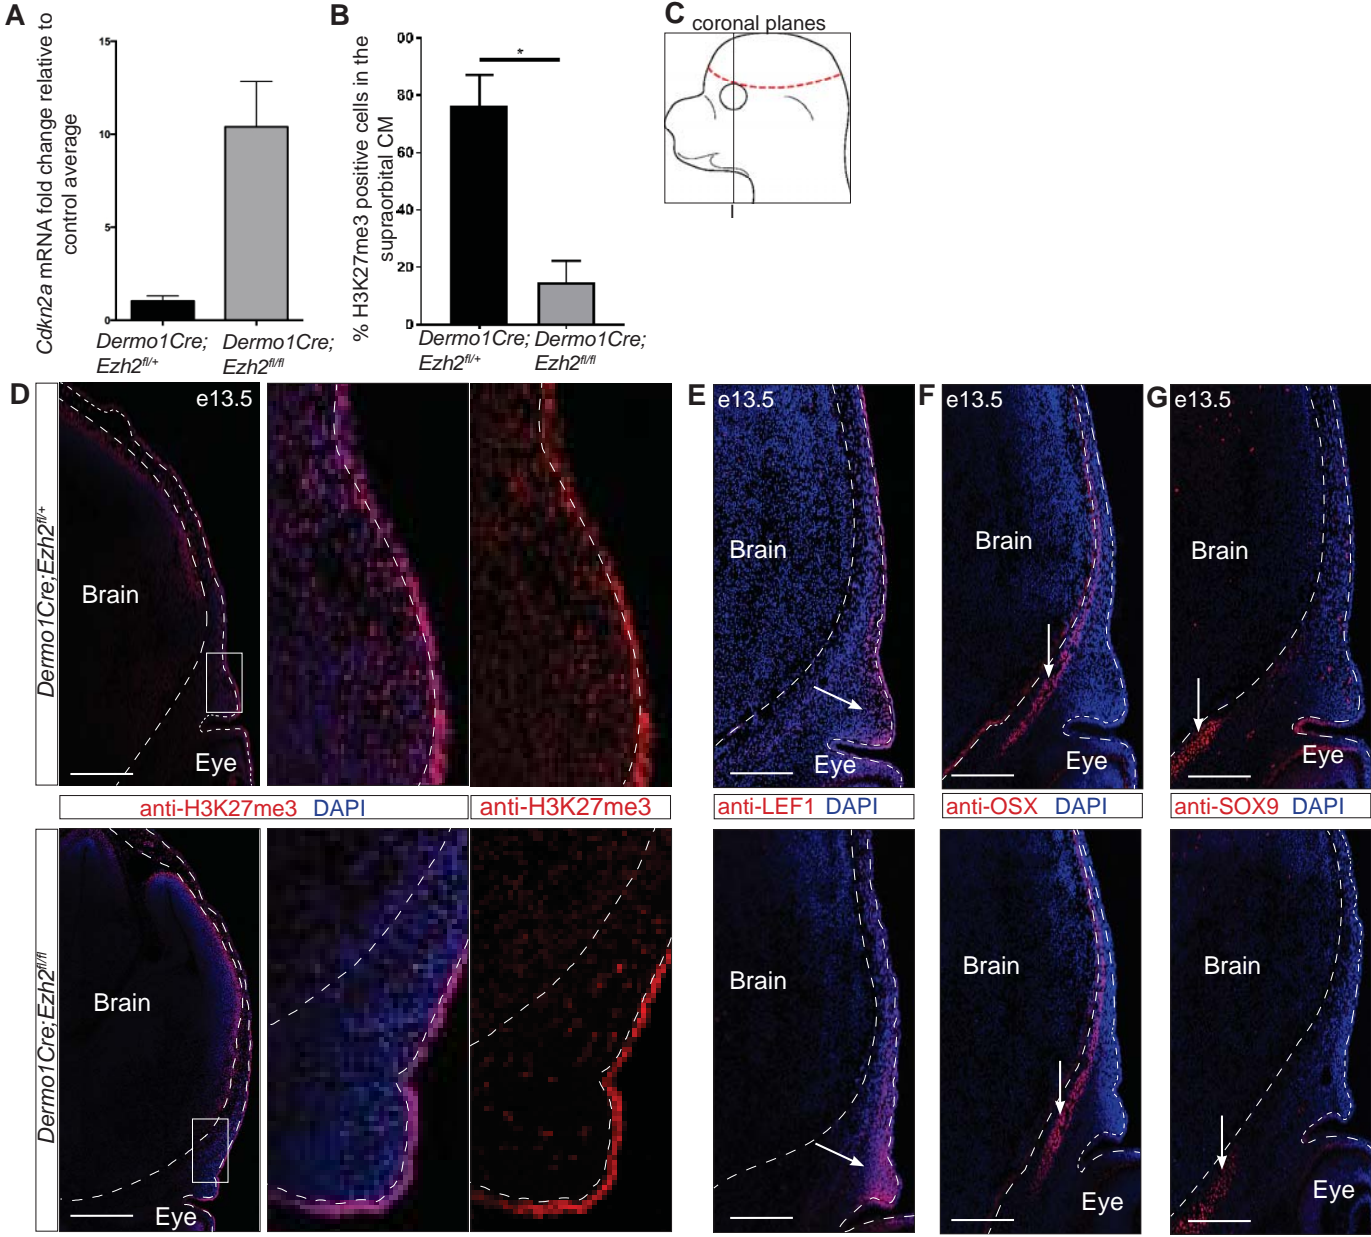 A
Cdkn2a mRNA fold change relative to
control average
15
10
5
0
Dermo1Cre;
Ezh2fl/+
Dermo1Cre;
Ezh2fl/fl
B
% H3K27me3 positive cells in the
supraorbital CM
00
80
60
40
20
0
*
Dermo1Cre;
Ezh2fl/+
Dermo1Cre;
Ezh2fl/fl
C
coronal planes
I
D
Dermo1Cre;Ezh2fl/+
e13.5
Brain
Eye
anti-H3K27me3 DAPI
anti-H3K27me3
Dermo1Cre;Ezh2fl/fl
Brain
Eye
E
e13.5
Brain
Eye
anti-LEF1 DAPI
Brain
F
e13.5
Brain
Eye
anti-OSX DAPI
Brain
Eye
G
e13.5
Brain
Eye
anti-SOX9 DAPI
Brain
Eye